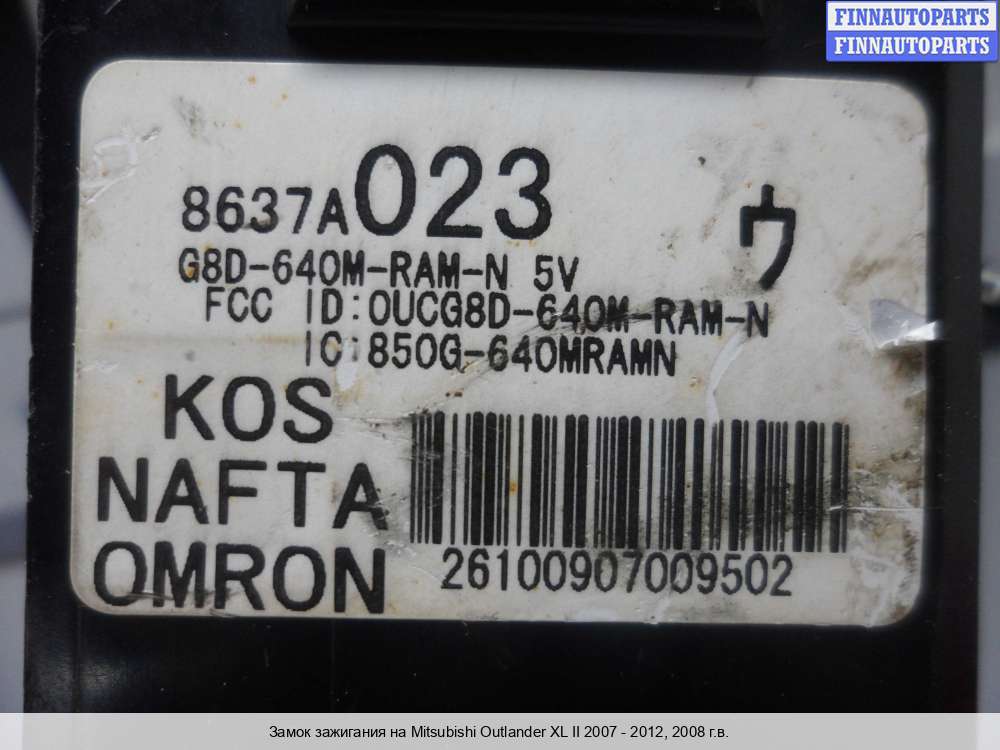 FINNAUTOPARTS
FINNAUTOPARTS
8637A023
ウ
G8D-640M-RAM-N 5V
FCC ID:OUCG8D-640M-RAM-N
IC:850G-640MRAMN
KOS
NAFTA
OMRON
26100907009502
Замок зажигания на Mitsubishi Outlander XL II 2007 - 2012, 2008 г.в.